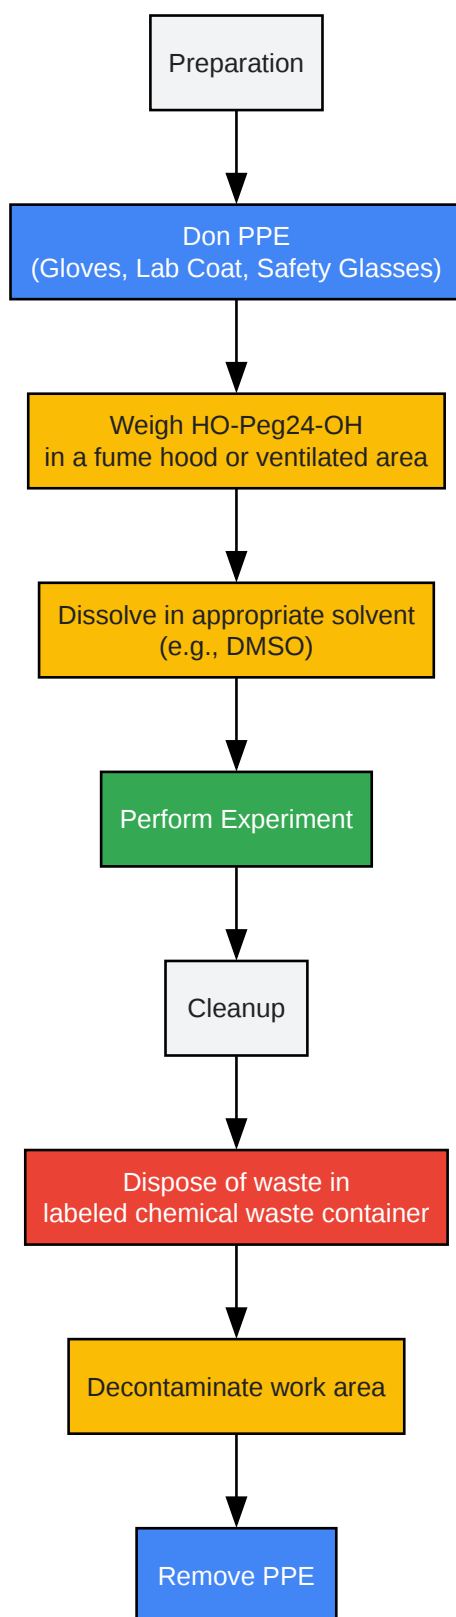 Preparation
Don PPE
(Gloves, Lab Coat, Safety Glasses)
Weigh HO-Peg24-OH
in a fume hood or ventilated area
Dissolve in appropriate solvent
(e.g., DMSO)
Perform Experiment
Cleanup
Dispose of waste in
labeled chemical waste container
Decontaminate work area
Remove PPE